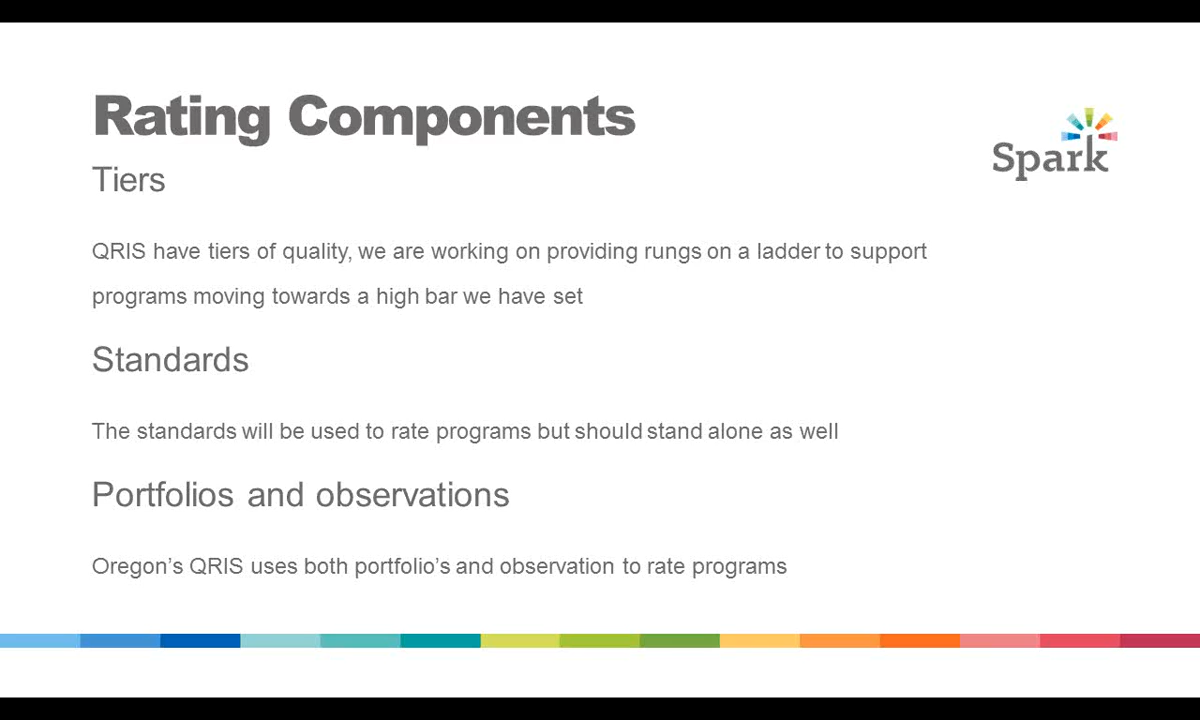 Rating Components
Spark
Tiers
QRIS have tiers of quality, we are working on providing rungs on a ladder to support
programs moving towards a high bar we have set
Standards
The standards will be used to rate programs but should stand alone as well
Portfolios and observations
Oregon’s QRIS uses both portfolio’s and observation to rate programs